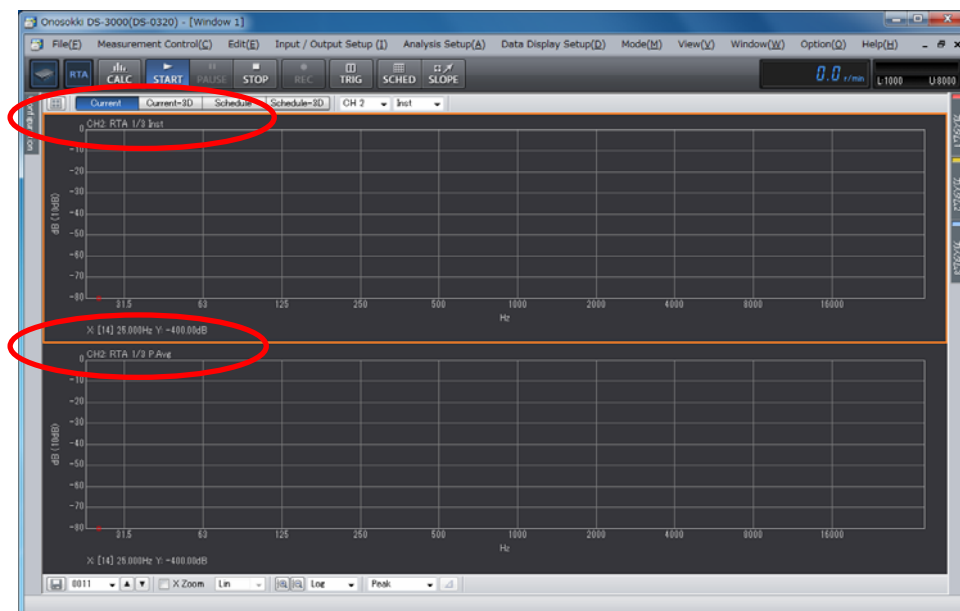 Onosokki DS-3000(DS-0320) - [Window 1]
File(F) Measurement Control(C) Edit(E) Input / Output Setup (I) Analysis Setup(A) Data Display Setup(D) Mode(M) View(V) Window(W) Option(O) Help(H)
RTA CALC START PAUSE STOP REC TRIG SCHED SLOPE 0.0 r/min L:1000 U:8000
Current Current-3D Schedule Schedule-3D CH 2 Inst
CH2: RTA 1/3 Inst
0
-10
-20
-30
-40
-50
-60
-70
-80
dB (10dB)
31.5 63 125 250 500 1000 2000 4000 8000 16000
Hz
X: [14] 25.000Hz Y: -400.00dB
CH2: RTA 1/3 P.Avg
0
-10
-20
-30
-40
-50
-60
-70
-80
dB (10dB)
31.5 63 125 250 500 1000 2000 4000 8000 16000
Hz
X: [14] 25.000Hz Y: -400.00dB
0011 X Zoom Lin Log Peak